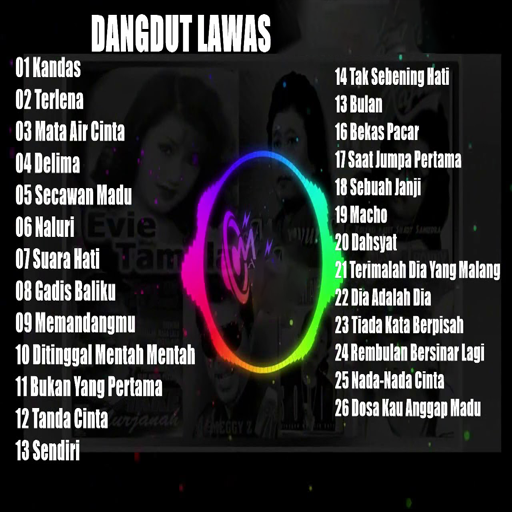 DANGDUT LAWAS
01 Kandas
02 Terlena
03 Mata Air Cinta
04 Delima
05 Secawan Madu
06 Naluri
07 Suara Hati
08 Gadis Baliku
09 Memandangmu
10 Ditinggal Mentah Mentah
11 Bukan Yang Pertama
12 Tanda Cinta
13 Sendiri
14 Tak Sebening Hati
13 Bulan
16 Bekas Pacar
17 Saat Jumpa Pertama
18 Sebuah Janji
19 Macho
20 Dahsyat
21 Terimalah Dia Yang Malang
22 Dia Adalah Dia
23 Tiada Kata Berpisah
24 Rembulan Bersinar Lagi
25 Nada-Nada Cinta
26 Dosa Kau Anggap Madu
Evie
MEGGY Z